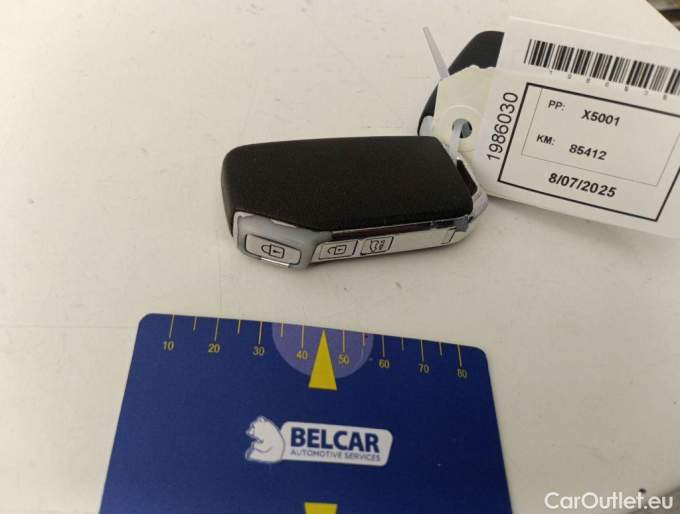 1986030
PP: X5001
KM: 85412
8/07/2025
10 20 30 40 50 60 70 80
BELCAR
AUTOMOTIVE SERVICES
CarOutlet.eu